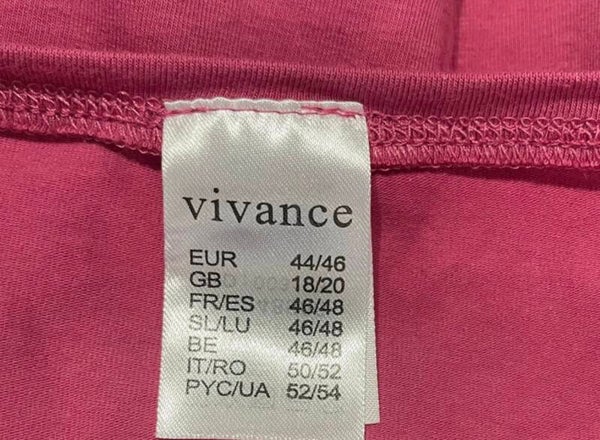 vivance
EUR 44/46
GB 18/20
FR/ES 46/48
SL/LU 46/48
BE 46/48
IT/RO 50/52
PYC/UA 52/54